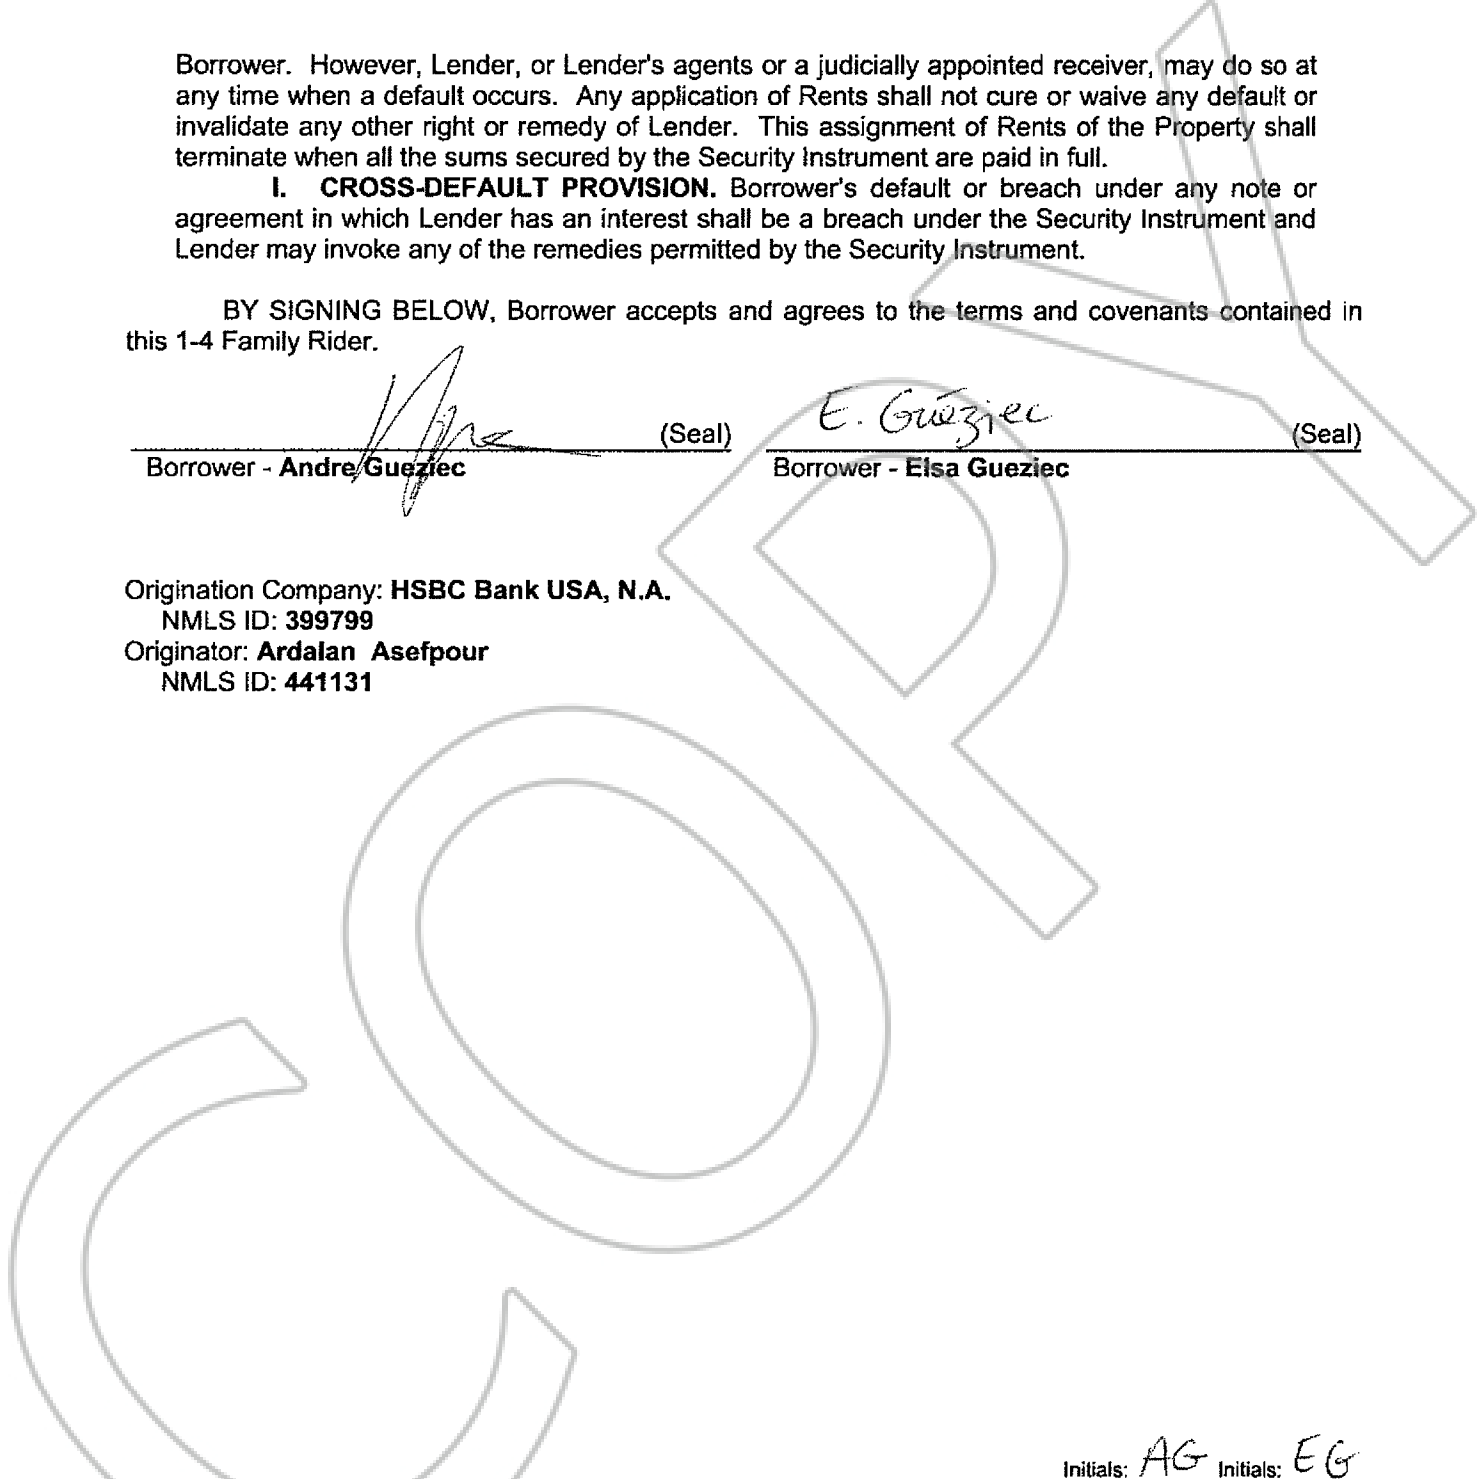 Borrower. However, Lender, or Lender's agents or a judicially appointed receiver, may do so at
any time when a default occurs. Any application of Rents shall not cure or waive any default or
invalidate any other right or remedy of Lender. This assignment of Rents of the Property shall
terminate when all the sums secured by the Security Instrument are paid in full.
I. CROSS-DEFAULT PROVISION. Borrower's default or breach under any note or
agreement in which Lender has an interest shall be a breach under the Security Instrument and
Lender may invoke any of the remedies permitted by the Security Instrument.
BY SIGNING BELOW, Borrower accepts and agrees to the terms and covenants contained in
this 1-4 Family Rider.
(Seal) E. Guéziec (Seal)
Borrower - Andre Gueziec Borrower - Elsa Gueziec
Origination Company: HSBC Bank USA, N.A.
NMLS ID: 399799
Originator: Ardalan Asefpour
NMLS ID: 441131
COPY
Initials: AG Initials: EG